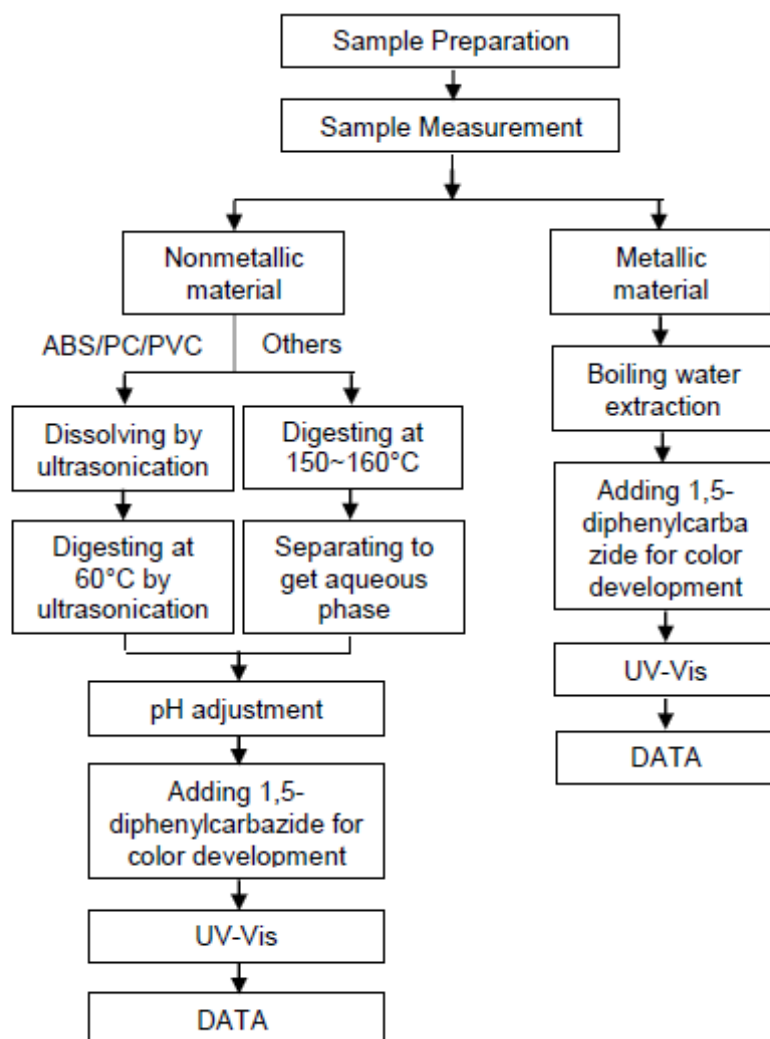 Sample Preparation
Sample Measurement
Nonmetallic
material
Metallic
material
ABS/PC/PVC
Others
Boiling water
extraction
Dissolving by
ultrasonication
Digesting at
150~160°C
Adding 1,5-
diphenylcarba
zide for color
development
Digesting at
60°C by
ultrasonication
Separating to
get aqueous
phase
UV-Vis
pH adjustment
DATA
Adding 1,5-
diphenylcarbazide for
color development
UV-Vis
DATA